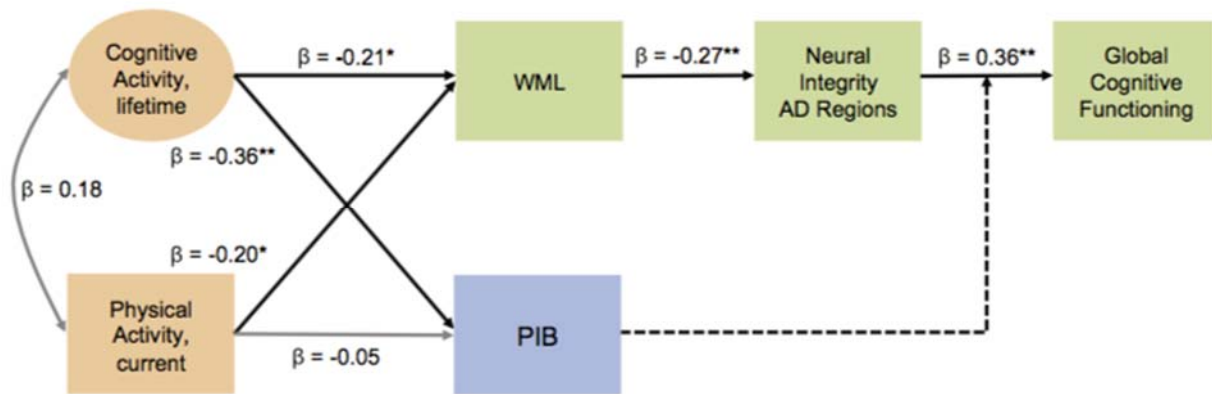 Cognitive
Activity,
lifetime
β = -0.21*
WML
β = -0.27**
Neural
Integrity
AD Regions
β = 0.36**
Global
Cognitive
Functioning
β = -0.36**
β = 0.18
β = -0.20*
Physical
Activity,
current
β = -0.05
PIB